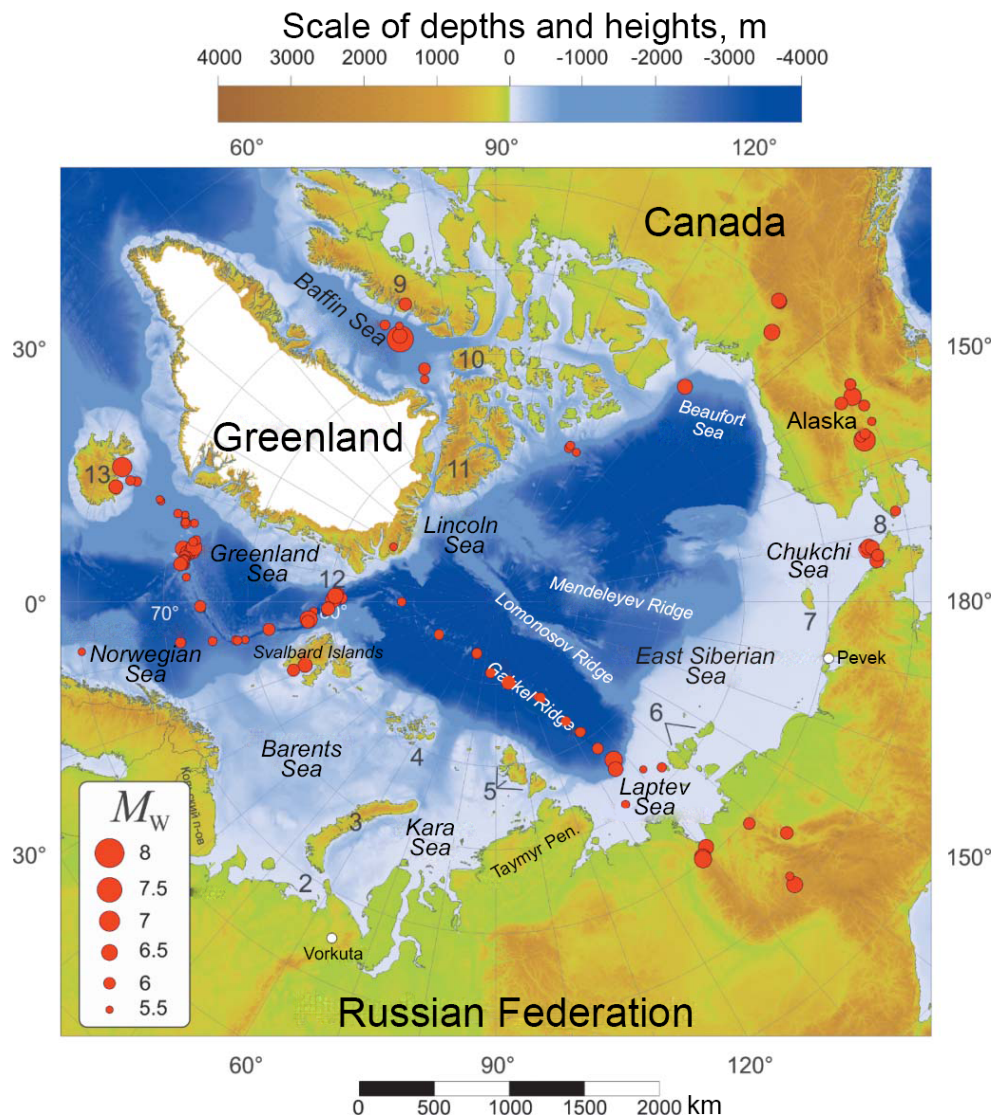 Scale of depths and heights, m
4000 3000 2000 1000 0 -1000 -2000 -3000 -4000
60° 90° 120°
Canada
9
Baffin Sea
30° 150°
10
Beaufort
Sea
Alaska
Greenland
13
11
Lincoln
Sea
8
Greenland
Sea
Chukchi
Sea
12
Mendeleyev Ridge
0° 70° 80° 180°
7
Lomonosov Ridge
Svalbard Islands
Norwegian
Sea
East Siberian
Sea
Pevek
Gakkel Ridge
6
Barents
Sea
4
5
Laptev
Sea
Кольский п-ов
3
Kara
Sea
Taymyr Pen.
30° 150°
2
Vorkuta
M_W
8
7.5
7
6.5
6
5.5
Russian Federation
60° 90° 120°
0 500 1000 1500 2000 km